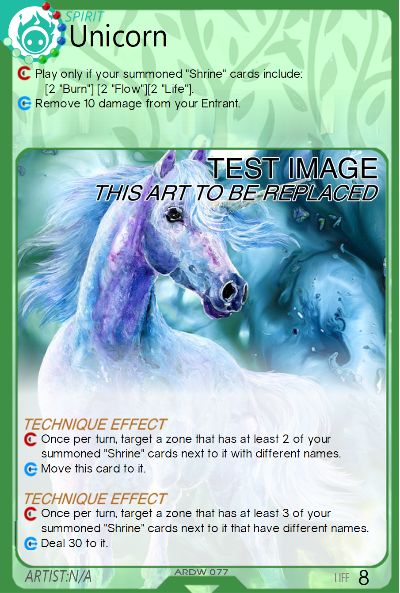 SPIRIT
Unicorn
Play only if your summoned "Shrine" cards include:
[2 "Burn"] [2 "Flow"][2 "Life"].
Remove 10 damage from your Entrant.
TEST IMAGE
THIS ART TO BE REPLACED
TECHNIQUE EFFECT
Once per turn, target a zone that has at least 2 of your
summoned "Shrine" cards next to it with different names.
Move this card to it.
TECHNIQUE EFFECT
Once per turn, target a zone that has at least 3 of your
summoned "Shrine" cards next to it that have different names.
Deal 30 to it.
ARTIST:N/A
ARDW 077
LIFE 8